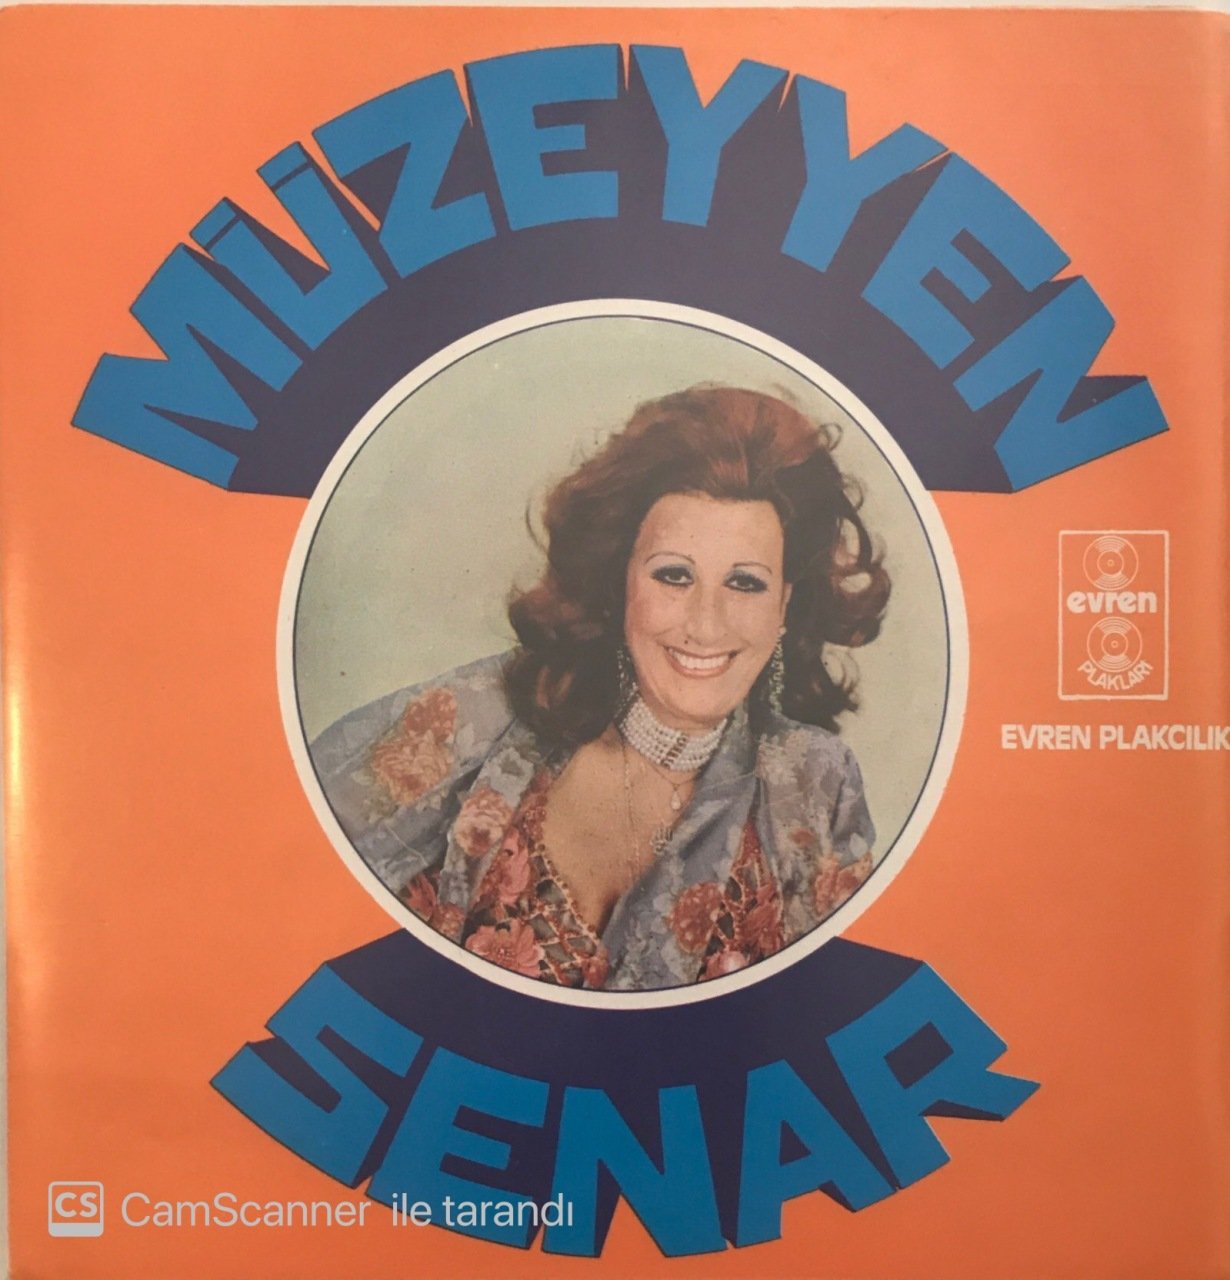 MÜZEYYEN
evren
PLAKLARI
EVREN PLAKCILIK
SENAR
CS CamScanner ile tarandı